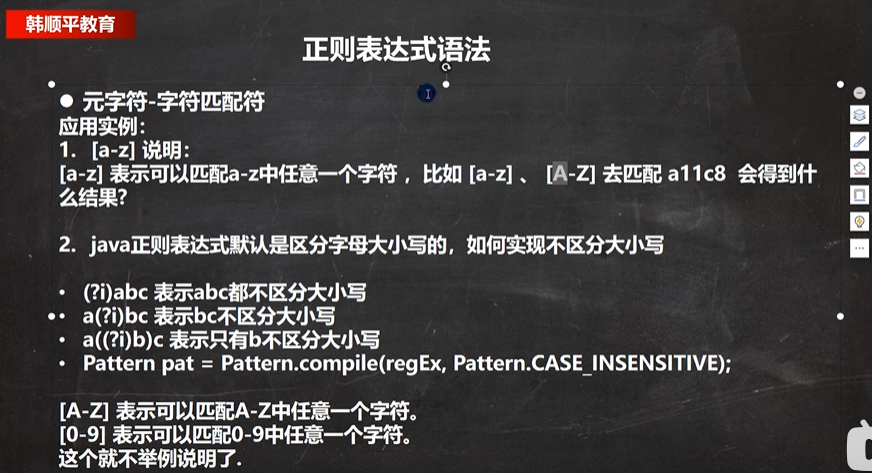 韩顺平教育
正则表达式语法
● 元字符-字符匹配符
应用实例：
1. [a-z] 说明：
[a-z] 表示可以匹配a-z中任意一个字符，比如 [a-z] 、 [A-Z] 去匹配 a11c8 会得到什
么结果?
2. java正则表达式默认是区分字母大小写的，如何实现不区分大小写
• (?i)abc 表示abc都不区分大小写
• a(?i)bc 表示bc不区分大小写
• a((?i)b)c 表示只有b不区分大小写
• Pattern pat = Pattern.compile(regEx, Pattern.CASE_INSENSITIVE);
[A-Z] 表示可以匹配A-Z中任意一个字符。
[0-9] 表示可以匹配0-9中任意一个字符。
这个就不举例说明了.